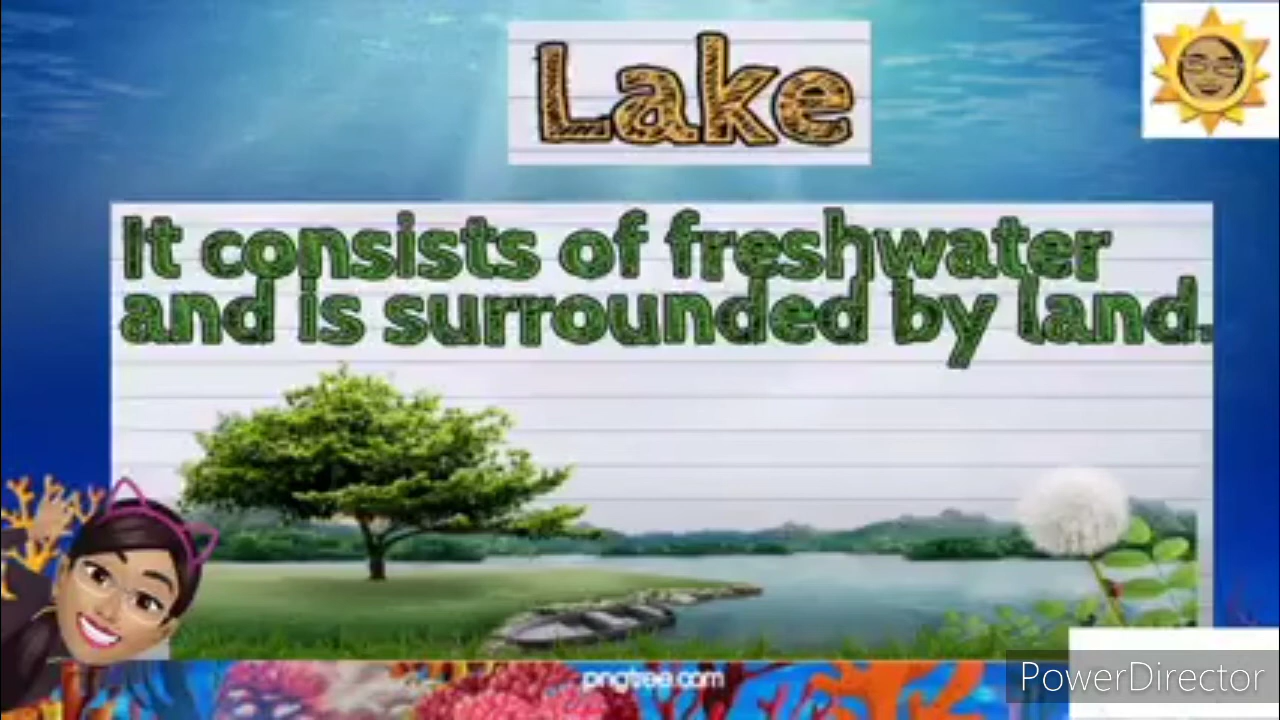 Lake
It consists of freshwater
and is surrounded by land.
pngtree.com
PowerDirector